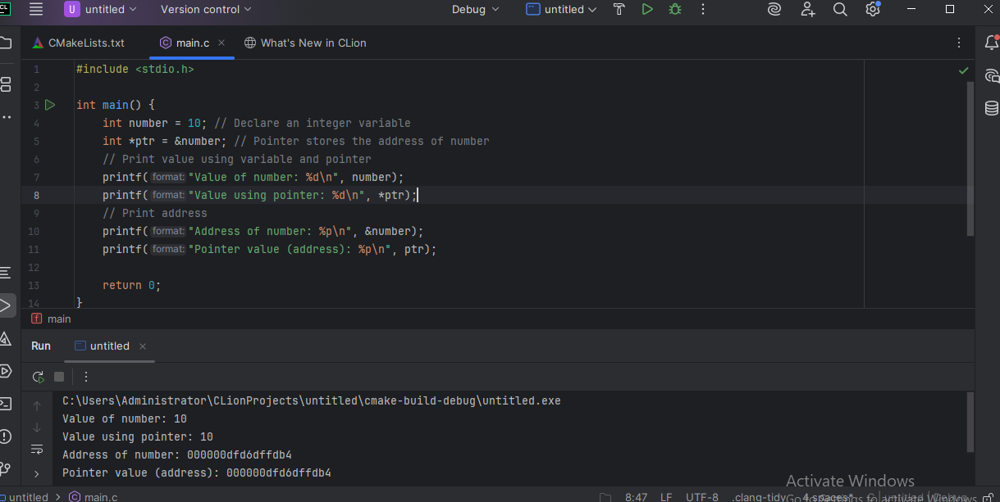 CL
U untitled Version control Debug untitled
CMakeLists.txt main.c What's New in CLion
1 #include <stdio.h>
2
3 int main() {
4 int number = 10; // Declare an integer variable
5 int *ptr = &number; // Pointer stores the address of number
6 // Print value using variable and pointer
7 printf( format: "Value of number: %d\n", number);
8 printf( format: "Value using pointer: %d\n", *ptr);
9 // Print address
10 printf( format: "Address of number: %p\n", &number);
11 printf( format: "Pointer value (address): %p\n", ptr);
12
13 return 0;
14 }
f main
Run untitled
C:\Users\Administrator\CLionProjects\untitled\cmake-build-debug\untitled.exe
Value of number: 10
Value using pointer: 10
Address of number: 000000dfd6dffdb4
Pointer value (address): 000000dfd6dffdb4
Activate Windows
Go to Settings to activate Windows.
untitled > C main.c 8:47 LF UTF-8 .clang-tidy 4 spaces* C: untitled | Debug